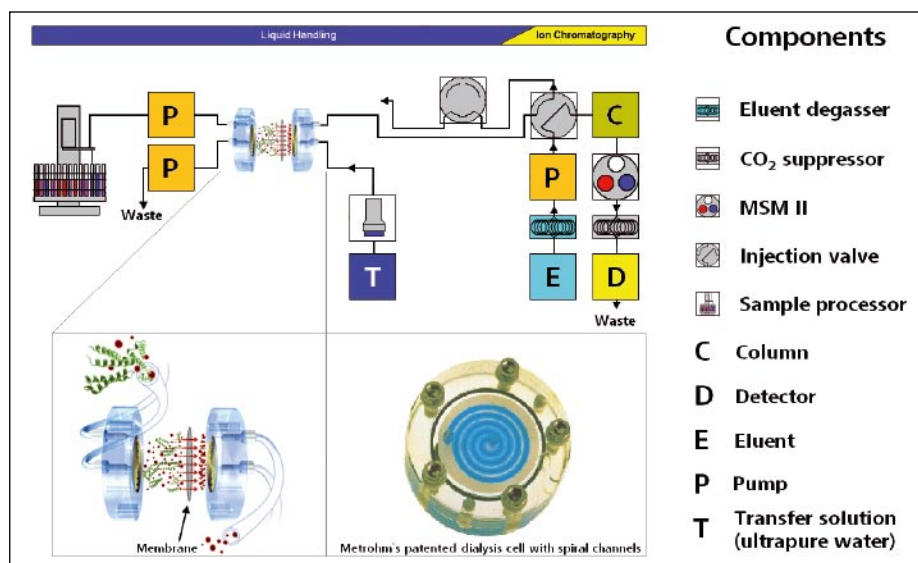 Liquid Handling
Ion Chromatography
Components
P
P
Waste
T
P
E
C
D
Waste
Eluent degasser
CO₂ suppressor
MSM II
Injection valve
Sample processor
C Column
D Detector
E Eluent
P Pump
T Transfer solution
(ultrapure water)
Membrane
Metrohm's patented dialysis cell with spiral channels